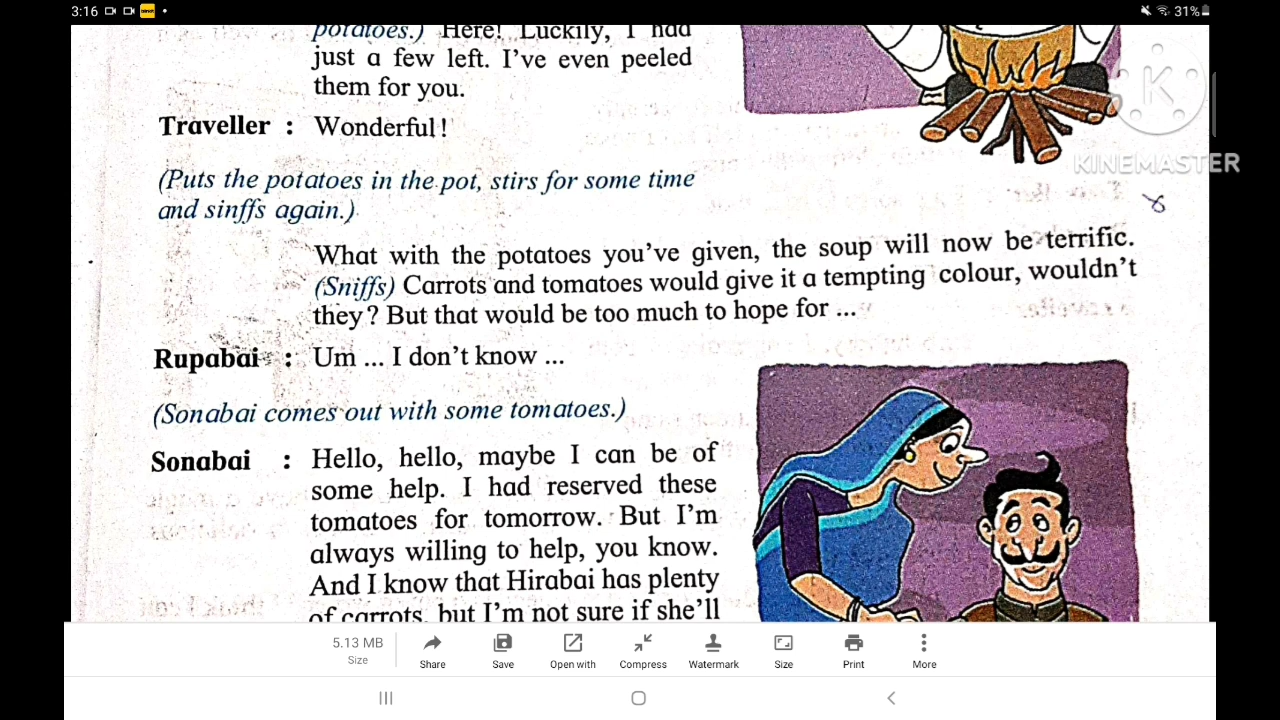 3:16
31%
potatoes.) Here! Luckily, I had
just a few left. I've even peeled
them for you.
Traveller : Wonderful!
(Puts the potatoes in the pot, stirs for some time
and sinffs again.)
What with the potatoes you've given, the soup will now be terrific.
(Sniffs) Carrots and tomatoes would give it a tempting colour, wouldn't
they? But that would be too much to hope for ...
Rupabai : Um ... I don't know ...
(Sonabai comes out with some tomatoes.)
Sonabai : Hello, hello, maybe I can be of
some help. I had reserved these
tomatoes for tomorrow. But I'm
always willing to help, you know.
And I know that Hirabai has plenty
of carrots, but I'm not sure if she'll
K
KINEMASTER
5.13 MB
Size
Share
Save
Open with
Compress
Watermark
Size
Print
More